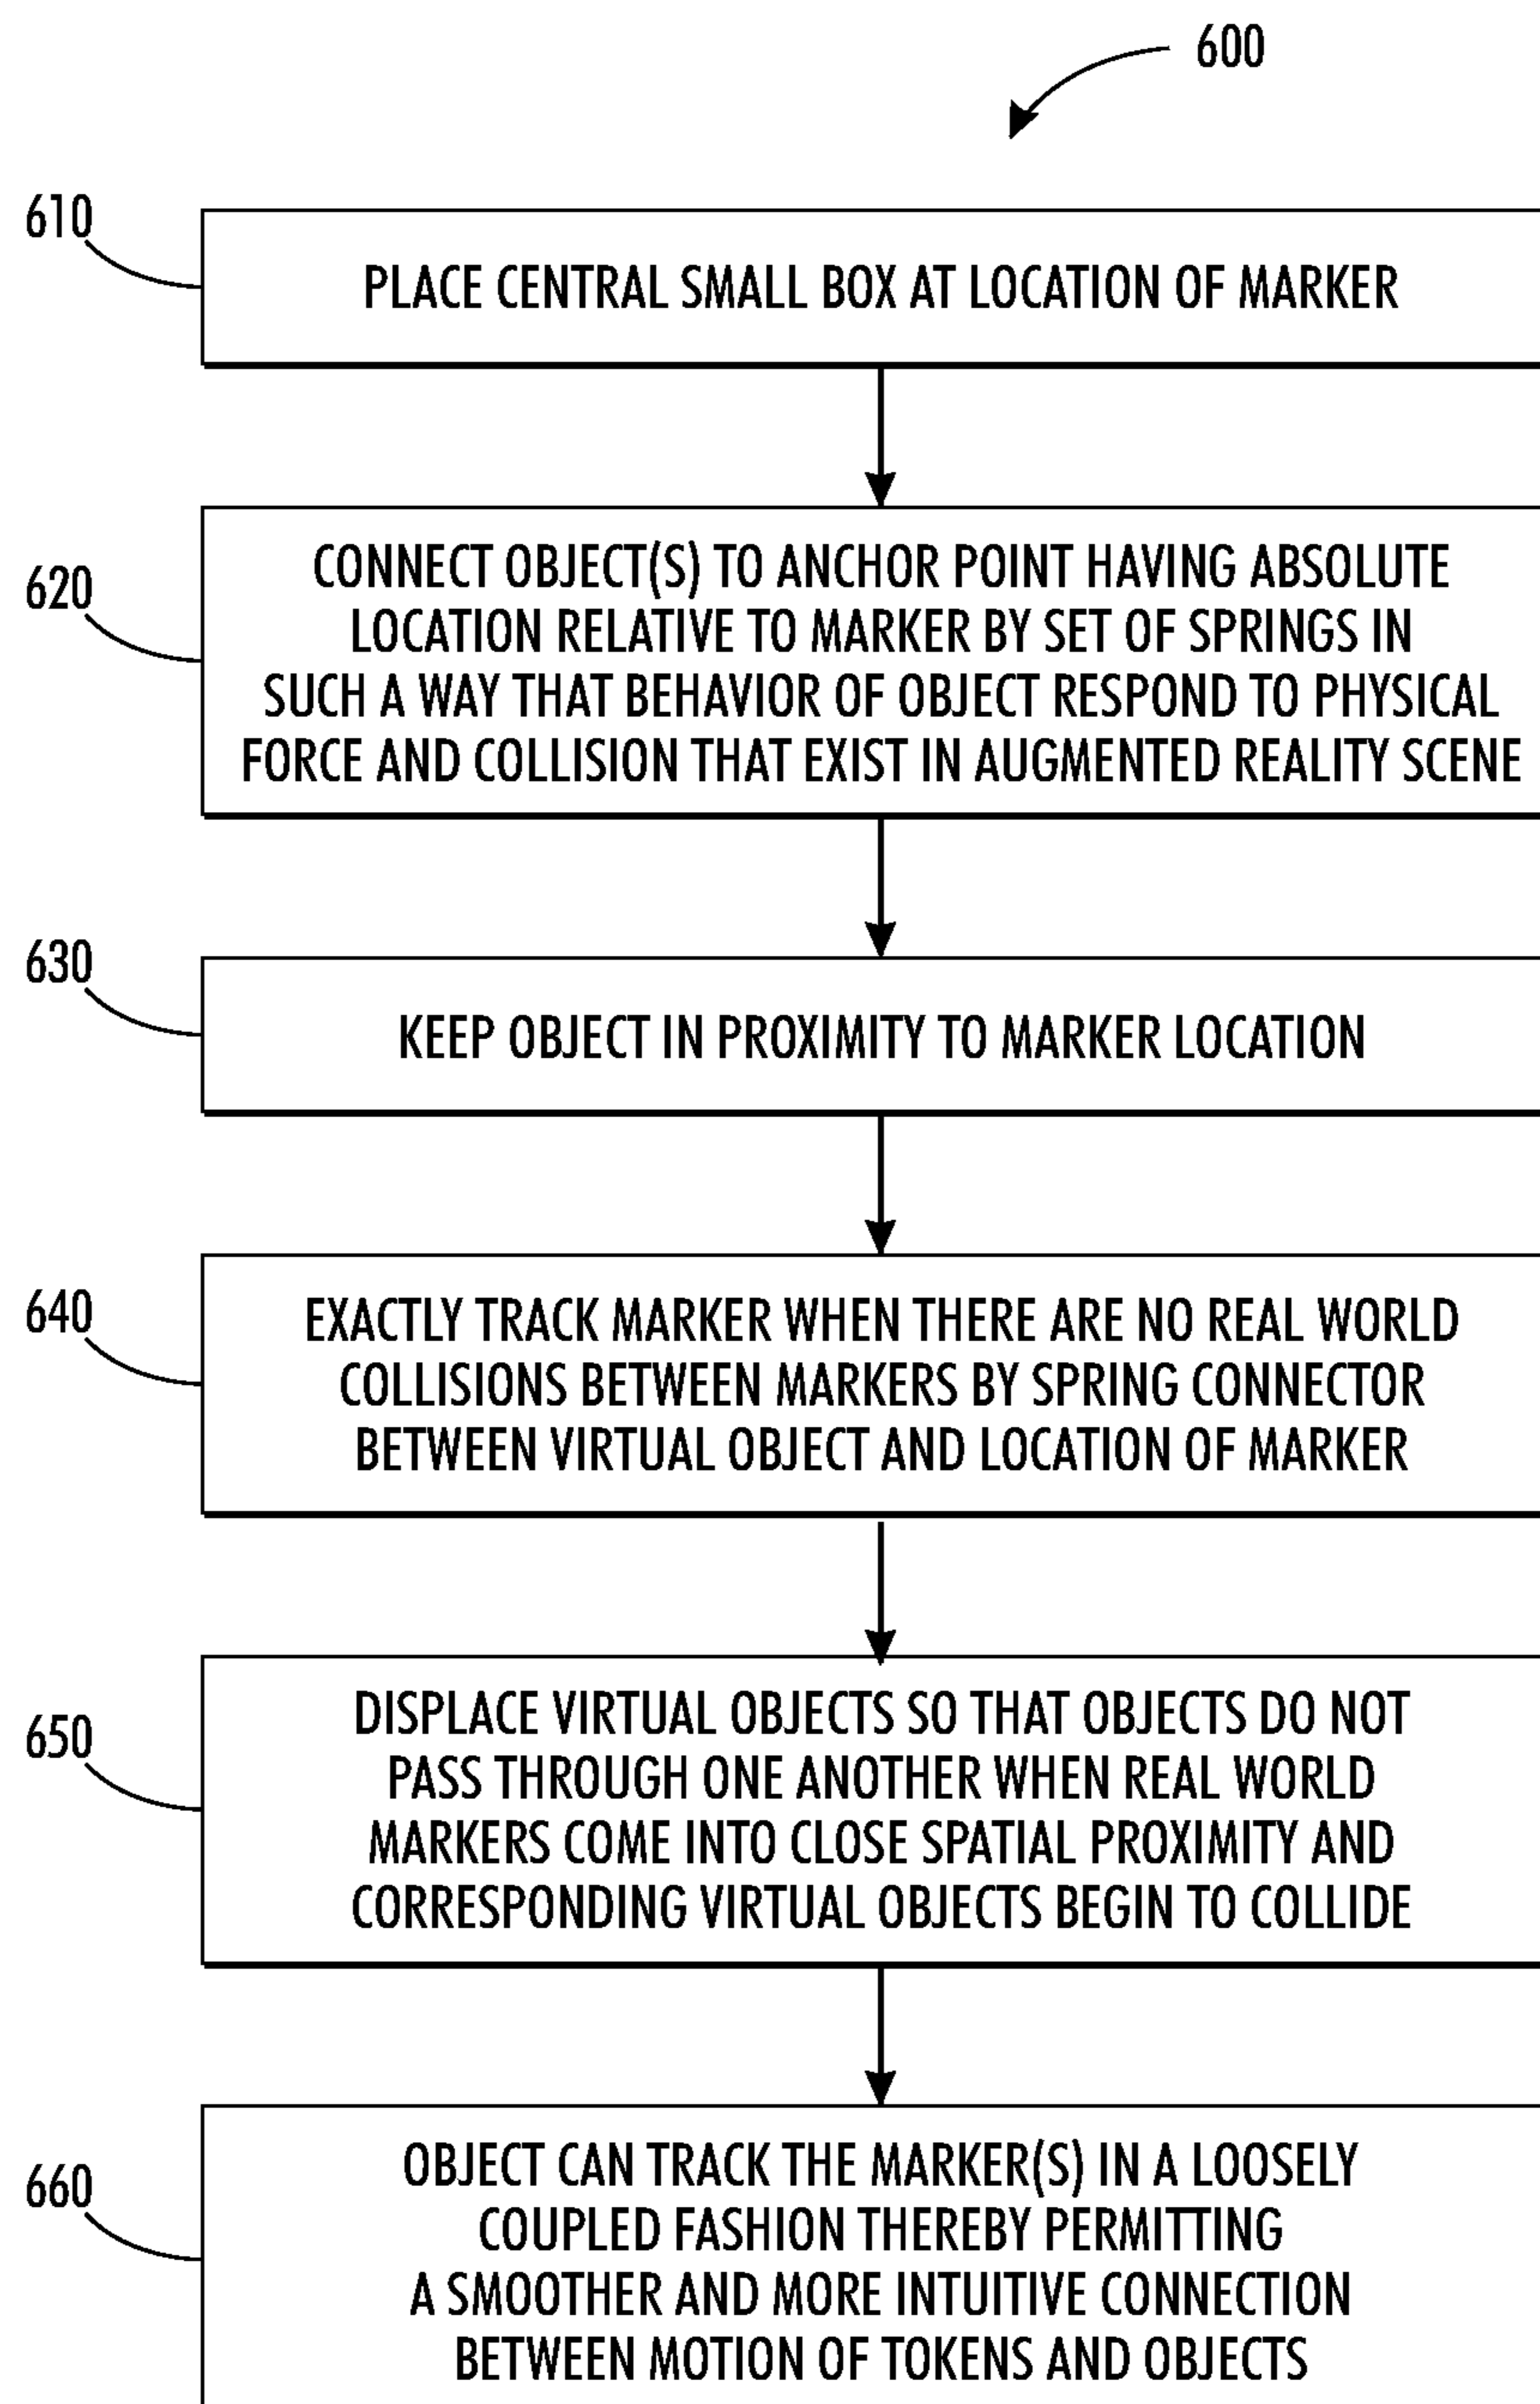 600
610
PLACE CENTRAL SMALL BOX AT LOCATION OF MARKER
620
CONNECT OBJECT(S) TO ANCHOR POINT HAVING ABSOLUTE
LOCATION RELATIVE TO MARKER BY SET OF SPRINGS IN
SUCH A WAY THAT BEHAVIOR OF OBJECT RESPOND TO PHYSICAL
FORCE AND COLLISION THAT EXIST IN AUGMENTED REALITY SCENE
630
KEEP OBJECT IN PROXIMITY TO MARKER LOCATION
640
EXACTLY TRACK MARKER WHEN THERE ARE NO REAL WORLD
COLLISIONS BETWEEN MARKERS BY SPRING CONNECTOR
BETWEEN VIRTUAL OBJECT AND LOCATION OF MARKER
650
DISPLACE VIRTUAL OBJECTS SO THAT OBJECTS DO NOT
PASS THROUGH ONE ANOTHER WHEN REAL WORLD
MARKERS COME INTO CLOSE SPATIAL PROXIMITY AND
CORRESPONDING VIRTUAL OBJECTS BEGIN TO COLLIDE
660
OBJECT CAN TRACK THE MARKER(S) IN A LOOSELY
COUPLED FASHION THEREBY PERMITTING
A SMOOTHER AND MORE INTUITIVE CONNECTION
BETWEEN MOTION OF TOKENS AND OBJECTS